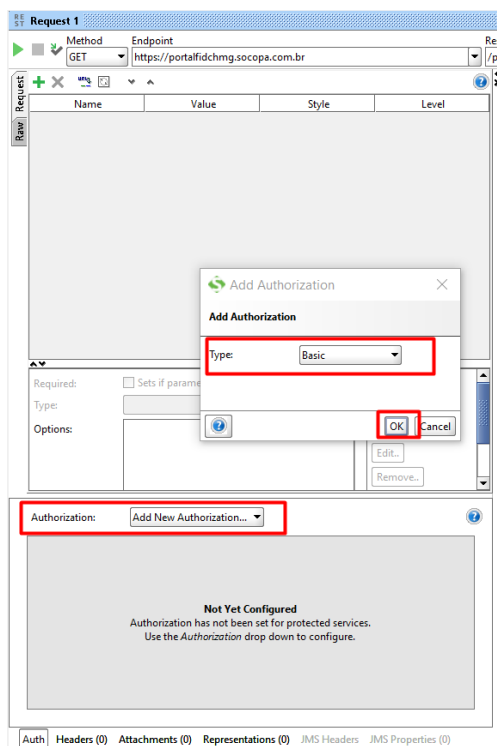 RE
ST Request 1
Method Endpoint Re
GET https://portalfidchmg.socopa.com.br /p
Request
Raw
Name Value Style Level
Add Authorization
Add Authorization
Type: Basic
OK Cancel
Required: Sets if parame
Type:
Options:
Edit..
Remove..
Authorization: Add New Authorization...
Not Yet Configured
Authorization has not been set for protected services.
Use the Authorization drop down to configure.
Auth Headers (0) Attachments (0) Representations (0) JMS Headers JMS Properties (0)